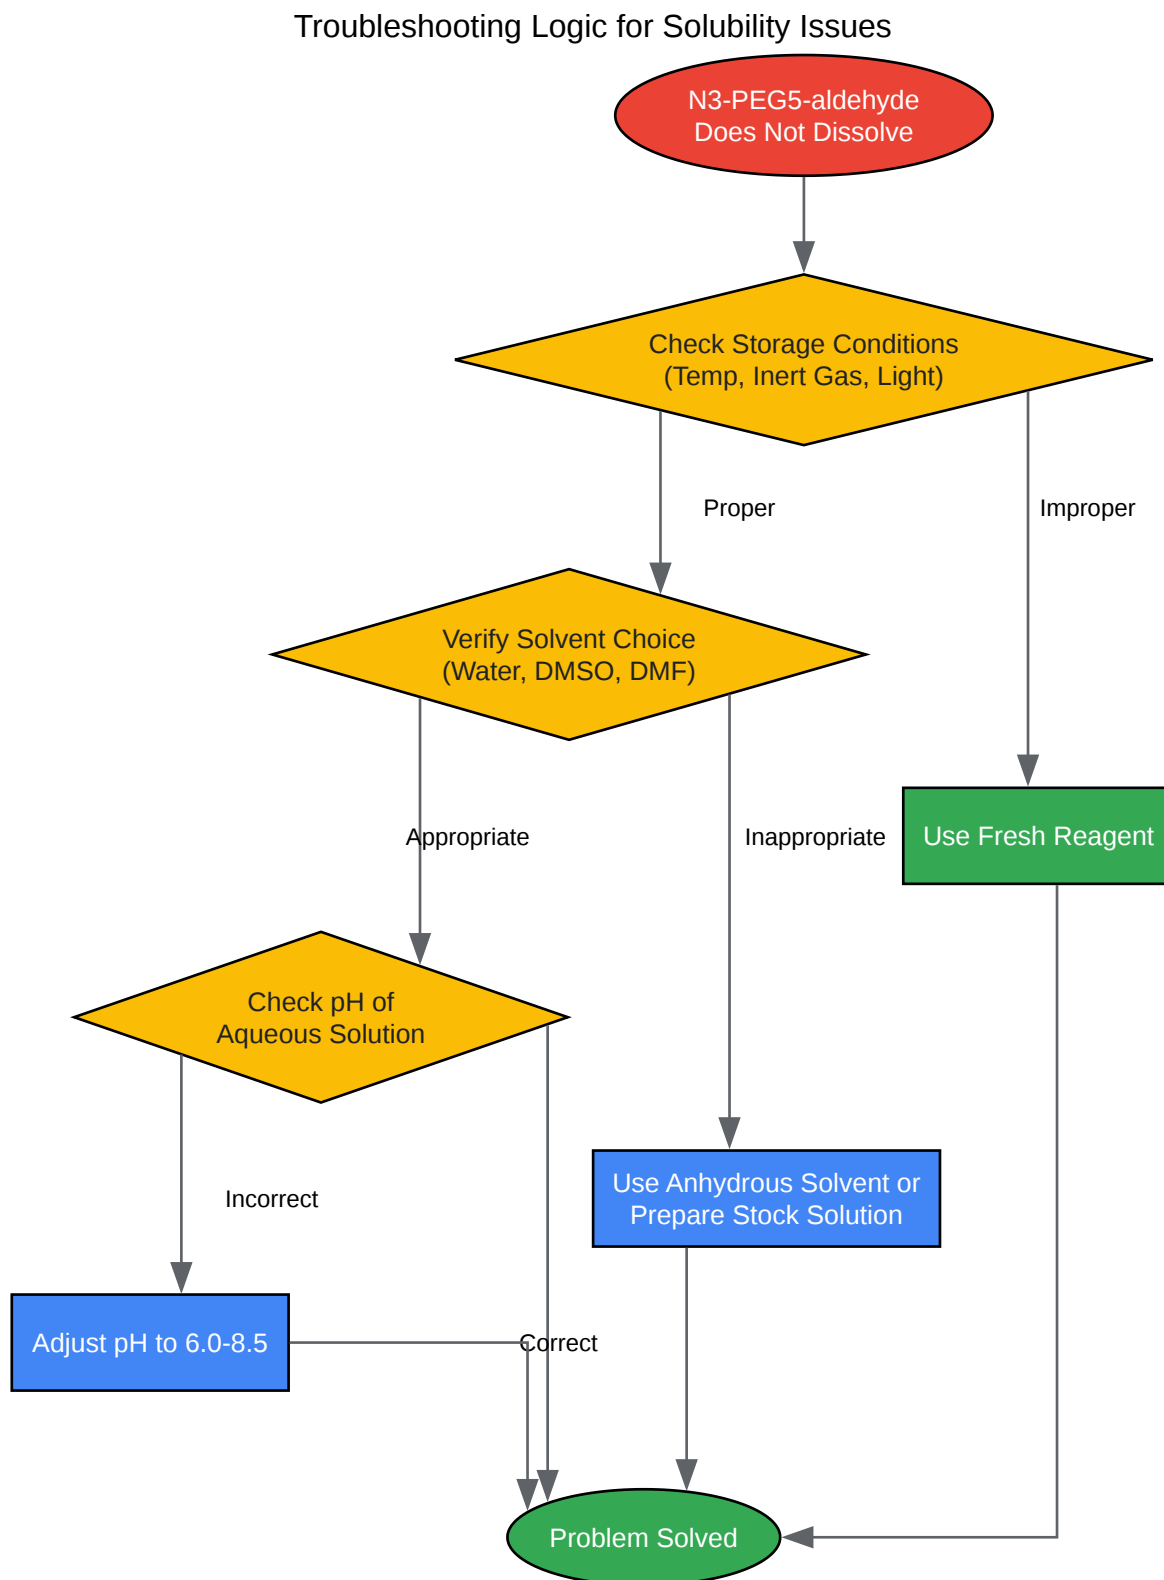 Troubleshooting Logic for Solubility Issues
N3-PEG5-aldehyde
Does Not Dissolve
Check Storage Conditions
(Temp, Inert Gas, Light)
Proper
Improper
Verify Solvent Choice
(Water, DMSO, DMF)
Appropriate
Inappropriate
Use Fresh Reagent
Check pH of
Aqueous Solution
Incorrect
Use Anhydrous Solvent or
Prepare Stock Solution
Adjust pH to 6.0-8.5
Correct
Problem Solved